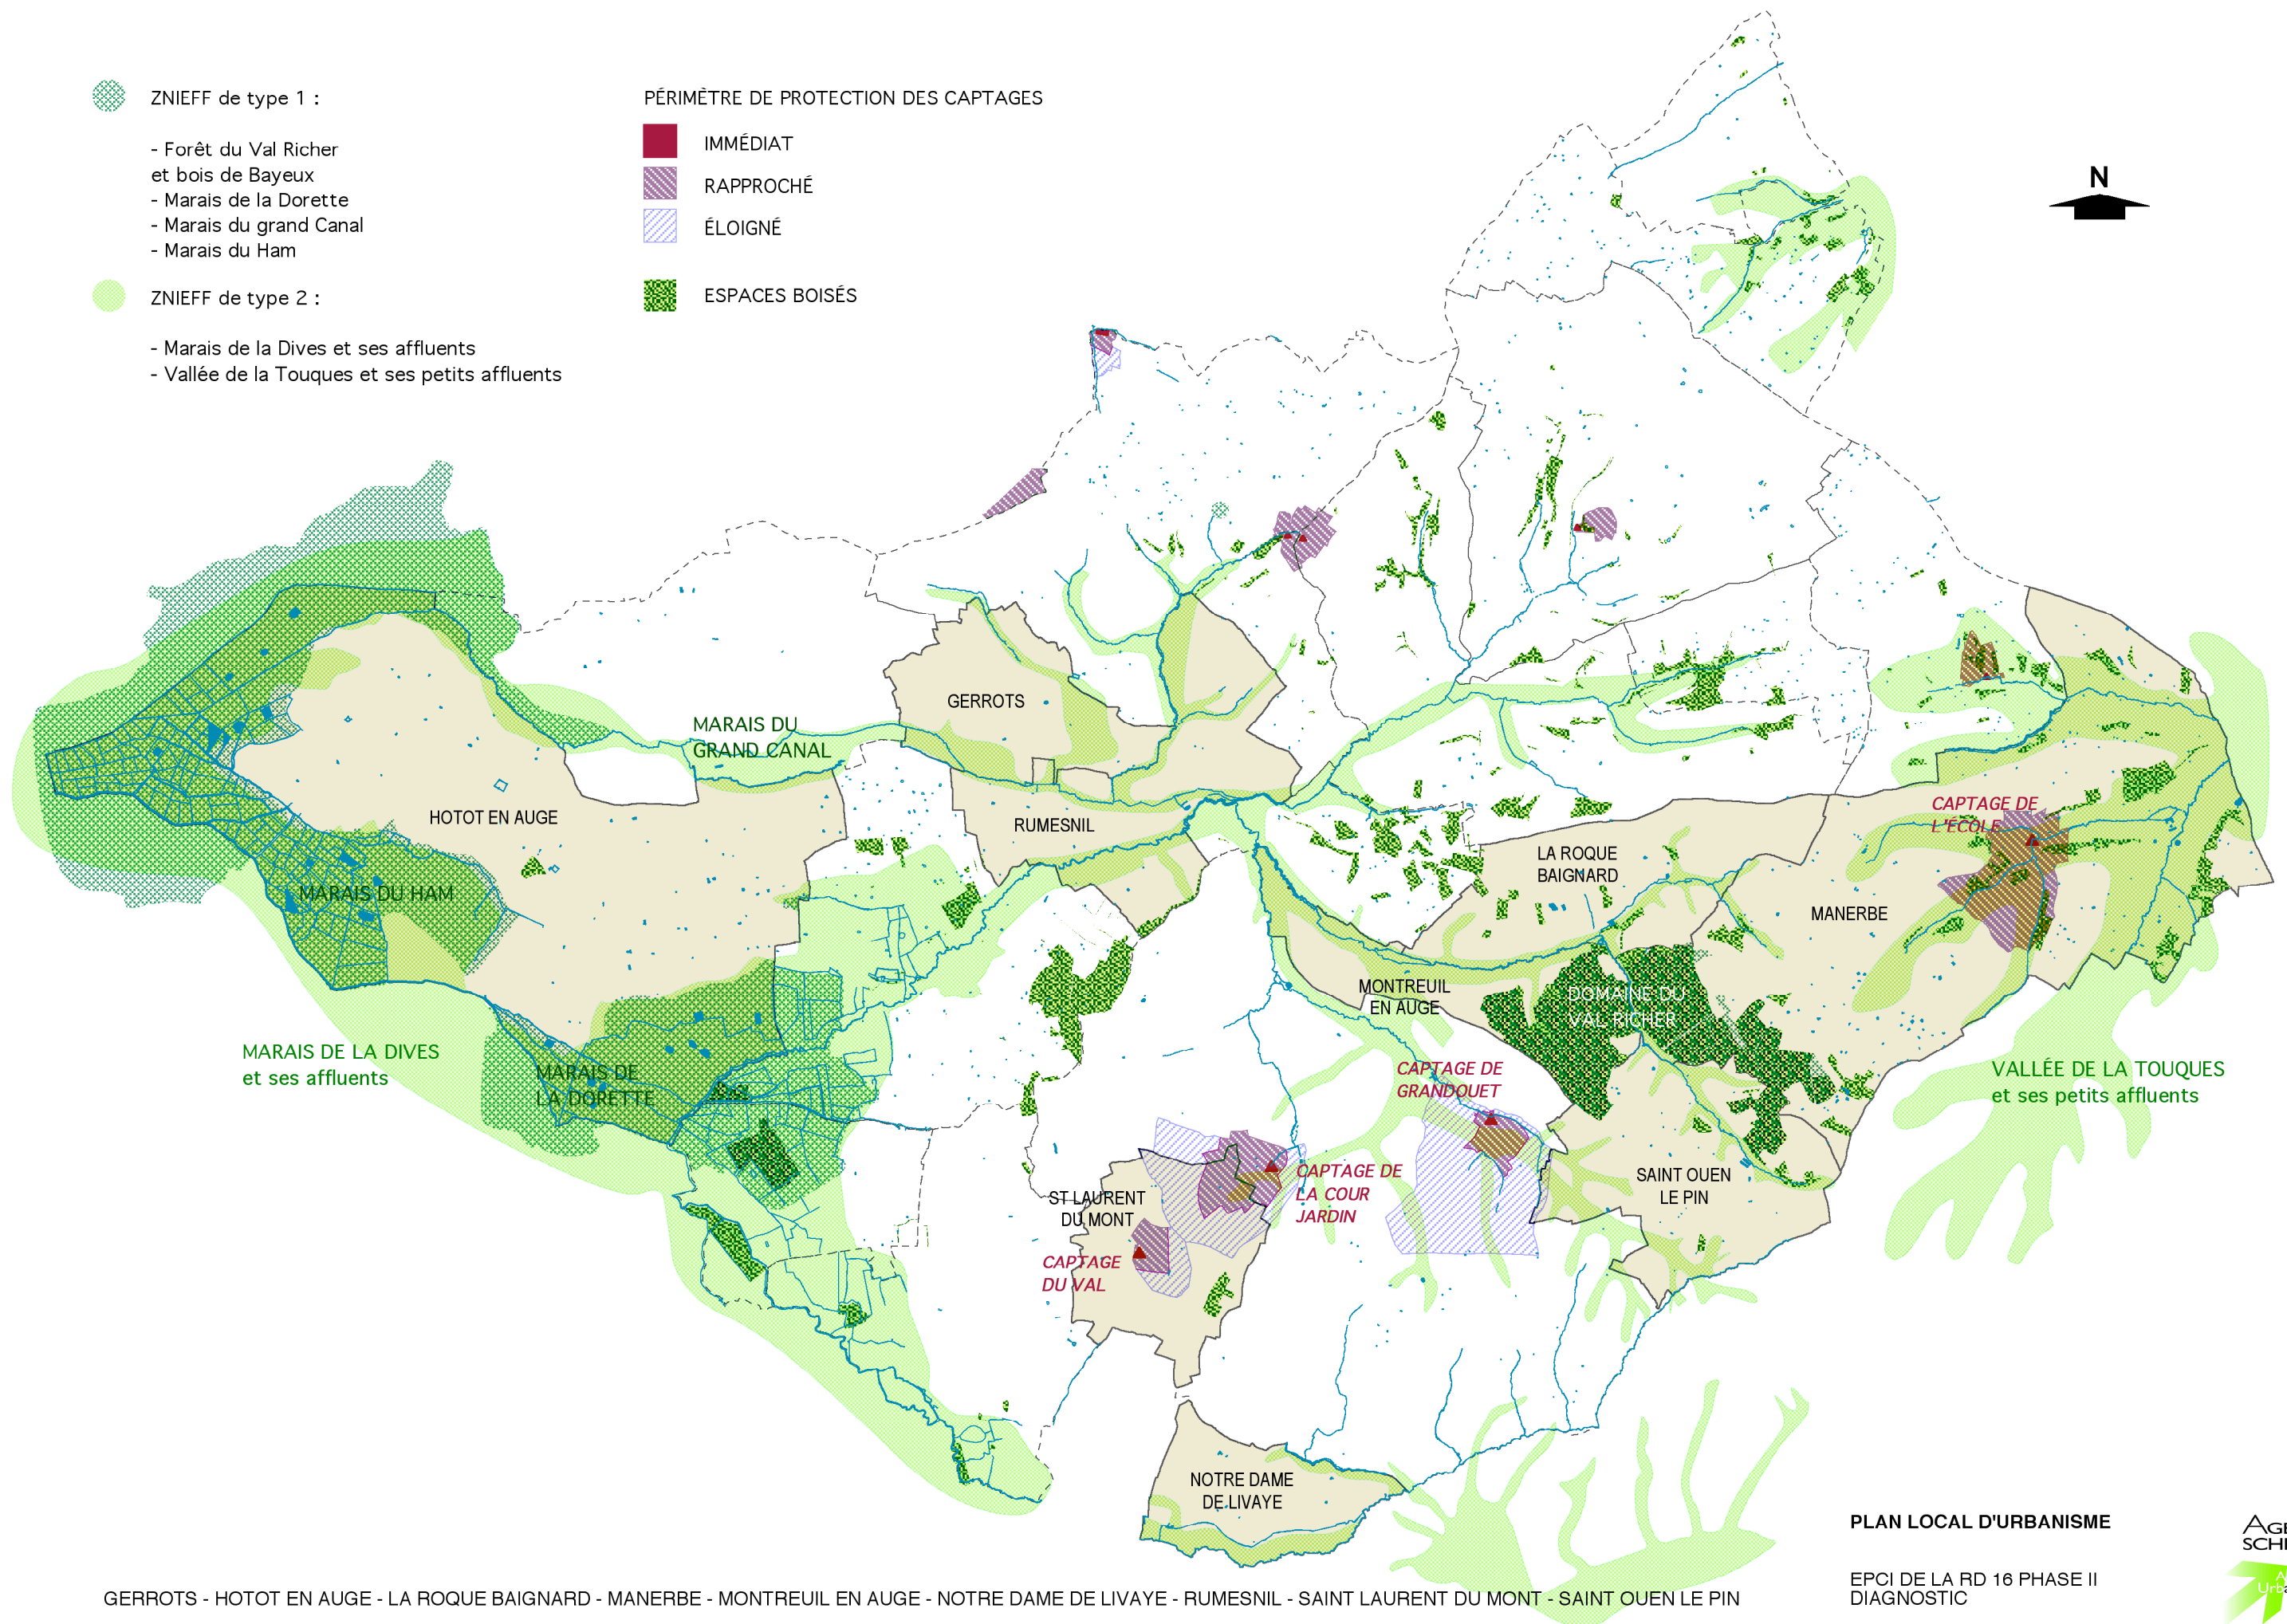 ZNIEFF de type 1 :
- Forêt du Val Richer
et bois de Bayeux
- Marais de la Dorette
- Marais du grand Canal
- Marais du Ham
ZNIEFF de type 2 :
- Marais de la Dives et ses affluents
- Vallée de la Touques et ses petits affluents
PÉRIMÈTRE DE PROTECTION DES CAPTAGES
IMMÉDIAT
RAPPROCHÉ
ÉLOIGNÉ
ESPACES BOISÉS
N
GERROTS
MARAIS DU
GRAND CANAL
HOTOT EN AUGE
RUMESNIL
CAPTAGE DE
L'ÉCOLE
LA ROQUE
BAIGNARD
MARAIS DU HAM
MANERBE
MONTREUIL
EN AUGE
DOMAINE DU
VAL RICHER
MARAIS DE LA DIVES
et ses affluents
MARAIS DE
LA DORETTE
CAPTAGE DE
GRANDOUET
VALLÉE DE LA TOUQUES
et ses petits affluents
ST LAURENT
DU MONT
CAPTAGE DE
LA COUR
JARDIN
SAINT OUEN
LE PIN
CAPTAGE
DU VAL
NOTRE DAME
DE LIVAYE
PLAN LOCAL D'URBANISME
EPCI DE LA RD 16 PHASE II
DIAGNOSTIC
GERROTS - HOTOT EN AUGE - LA ROQUE BAIGNARD - MANERBE - MONTREUIL EN AUGE - NOTRE DAME DE LIVAYE - RUMESNIL - SAINT LAURENT DU MONT - SAINT OUEN LE PIN